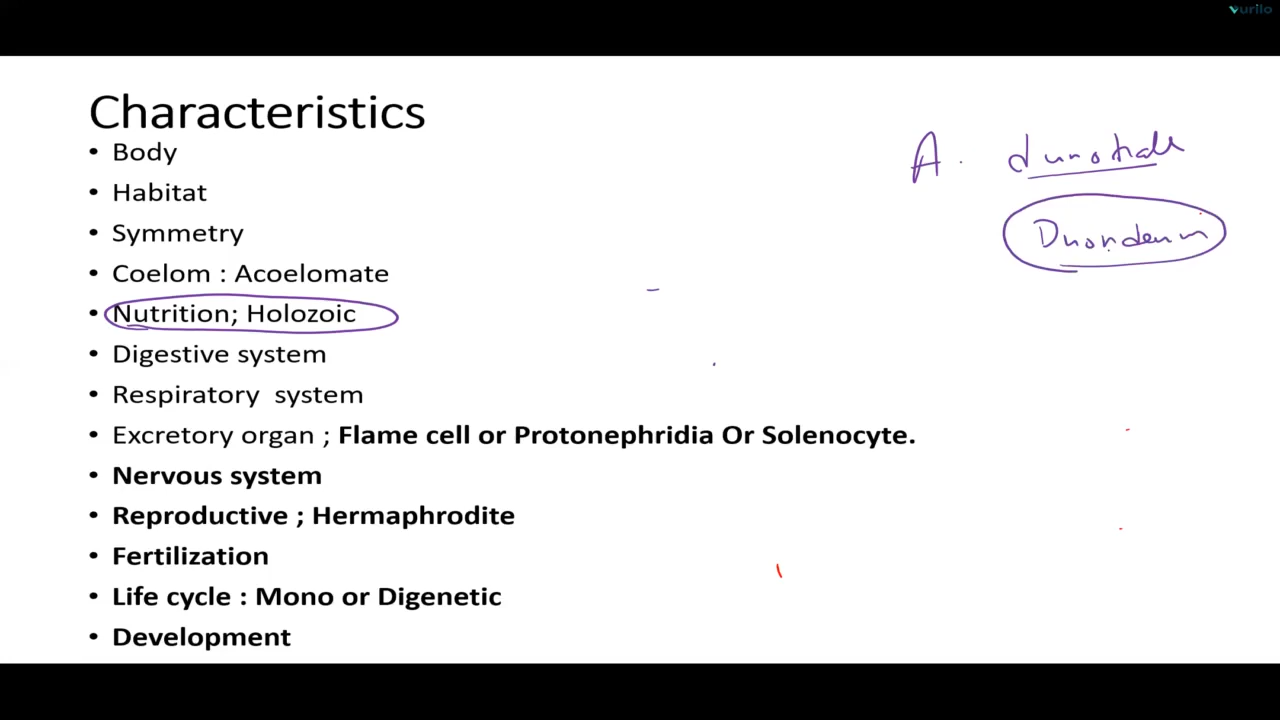 vurilo
Characteristics
• Body
• Habitat
• Symmetry
• Coelom : Acoelomate
• Nutrition; Holozoic
• Digestive system
• Respiratory system
• Excretory organ ; Flame cell or Protonephridia Or Solenocyte.
• Nervous system
• Reproductive ; Hermaphrodite
• Fertilization
• Life cycle : Mono or Digenetic
• Development
A.